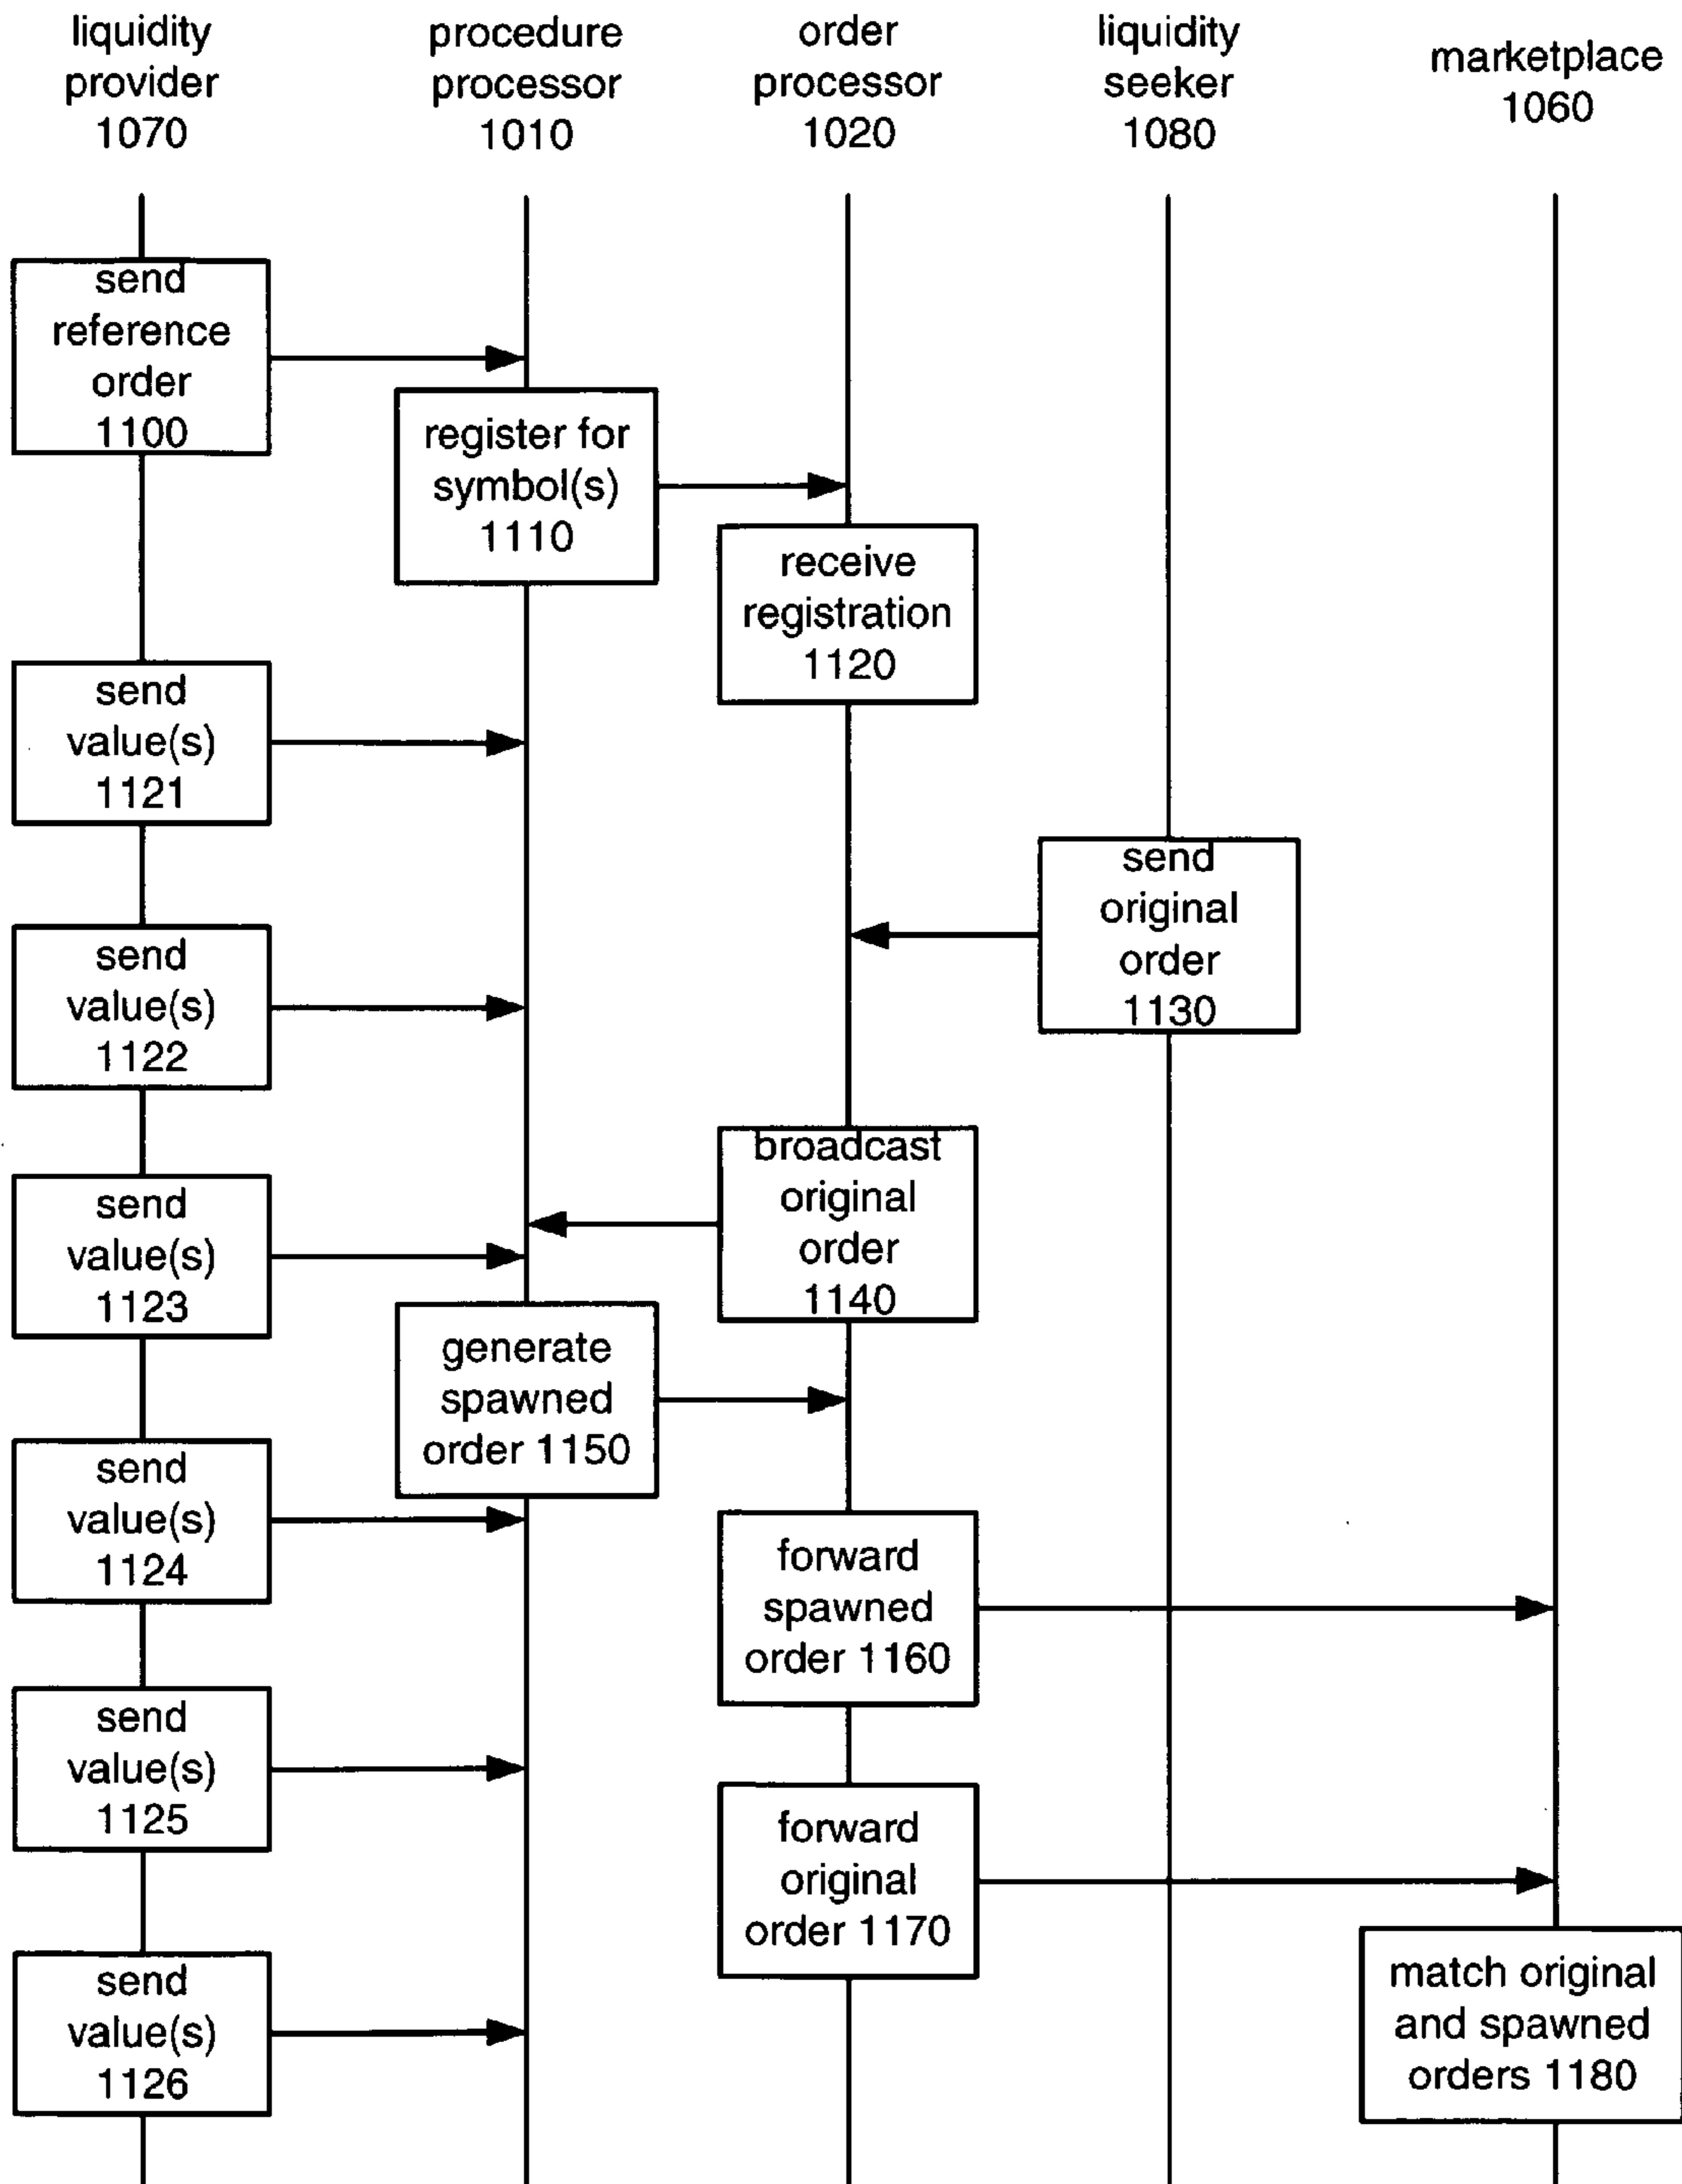 liquidity
provider
1070
procedure
processor
1010
order
processor
1020
liquidity
seeker
1080
marketplace
1060
send
reference
order
1100
register for
symbol(s)
1110
receive
registration
1120
send
value(s)
1121
send
original
order
1130
send
value(s)
1122
broadcast
original
order
1140
send
value(s)
1123
generate
spawned
order 1150
send
value(s)
1124
forward
spawned
order 1160
send
value(s)
1125
forward
original
order 1170
match original
and spawned
orders 1180
send
value(s)
1126